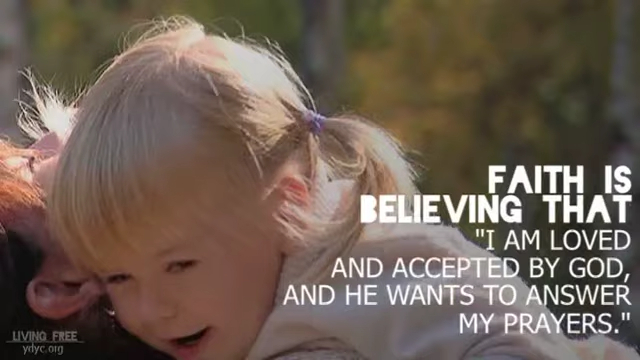 FAITH IS
BELIEVING THAT
"I AM LOVED
AND ACCEPTED BY GOD,
AND HE WANTS TO ANSWER
MY PRAYERS."
LIVING FREE
ydyc.org